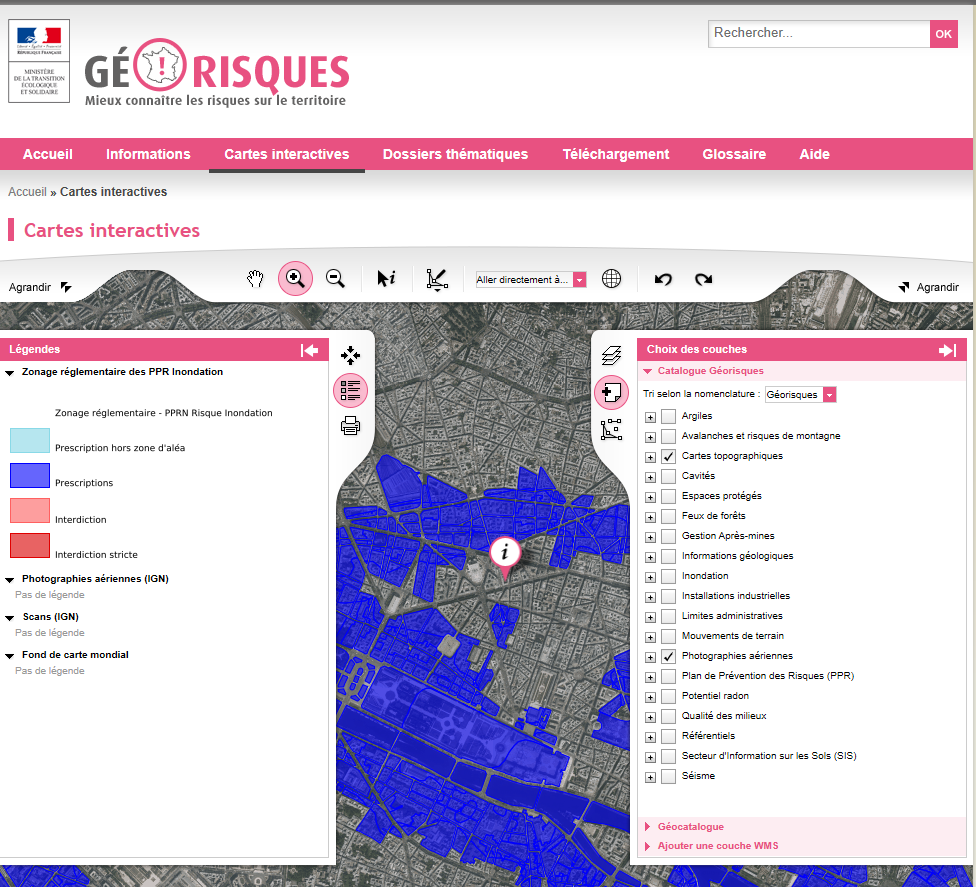 Liberté • Égalité • Fraternité
RÉPUBLIQUE FRANÇAISE
MINISTÈRE
DE LA TRANSITION
ÉCOLOGIQUE
ET SOLIDAIRE
GÉ!RISQUES
Mieux connaître les risques sur le territoire
Rechercher... OK
Accueil Informations Cartes interactives Dossiers thématiques Téléchargement Glossaire Aide
Accueil » Cartes interactives
Cartes interactives
Agrandir i Aller directement à... Agrandir
Légendes
Zonage réglementaire des PPR Inondation
Zonage réglementaire - PPRN Risque Inondation
Prescription hors zone d'aléa
Prescriptions
Interdiction
Interdiction stricte
Photographies aériennes (IGN)
Pas de légende
Scans (IGN)
Pas de légende
Fond de carte mondial
Pas de légende
i
Choix des couches
Catalogue Géorisques
Tri selon la nomenclature : Géorisques
Argiles
Avalanches et risques de montagne
Cartes topographiques
Cavités
Espaces protégés
Feux de forêts
Gestion Après-mines
Informations géologiques
Inondation
Installations industrielles
Limites administratives
Mouvements de terrain
Photographies aériennes
Plan de Prévention des Risques (PPR)
Potentiel radon
Qualité des milieux
Référentiels
Secteur d'Information sur les Sols (SIS)
Séisme
Géocatalogue
Ajouter une couche WMS